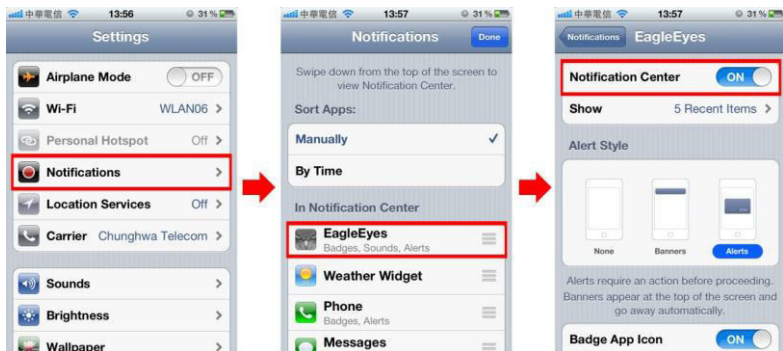 中華電信 13:56 31%
Settings
Airplane Mode OFF
Wi-Fi WLAN06
Personal Hotspot Off
Notifications
Location Services Off
Carrier Chunghwa Telecom
Sounds
Brightness
Wallpaper
中華電信 13:57 31%
Notifications Done
Swipe down from the top of the screen to
view Notification Center.
Sort Apps:
Manually
By Time
In Notification Center
EagleEyes
Badges, Sounds, Alerts
Weather Widget
Phone
Badges, Alerts
Messages
中華電信 13:57 31%
Notifications EagleEyes
Notification Center ON
Show 5 Recent Items
Alert Style
None Banners Alerts
Alerts require an action before proceeding.
Banners appear at the top of the screen and
go away automatically.
Badge App Icon ON